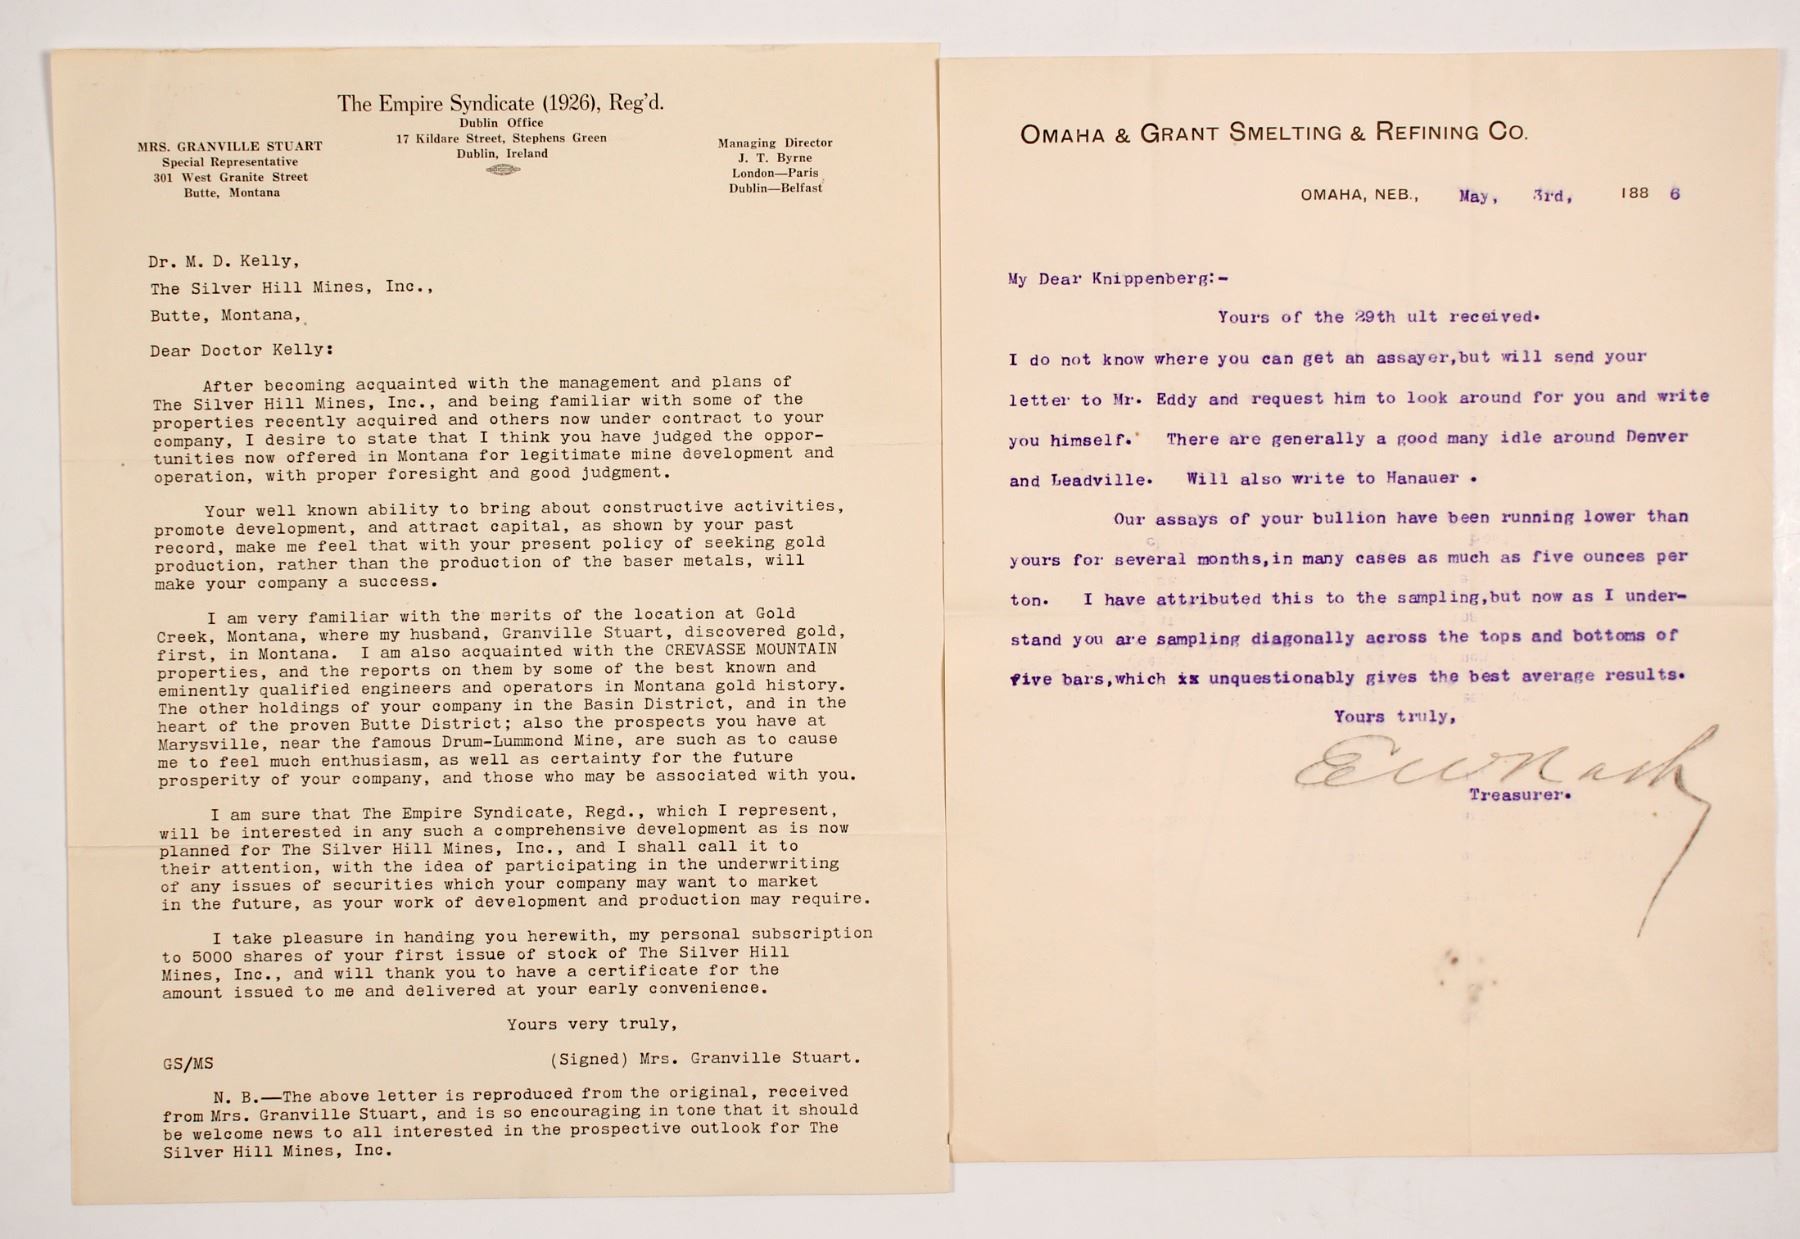 The Empire Syndicate (1926), Reg'd.
Dublin Office
17 Kildare Street, Stephens Green
Dublin, Ireland
MRS. GRANVILLE STUART
Special Representative
301 West Granite Street
Butte, Montana
Managing Director
J. T. Byrne
London—Paris
Dublin—Belfast
Dr. M. D. Kelly,
The Silver Hill Mines, Inc.,
Butte, Montana,
Dear Doctor Kelly:
After becoming acquainted with the management and plans of
The Silver Hill Mines, Inc., and being familiar with some of the
properties recently acquired and others now under contract to your
company, I desire to state that I think you have judged the oppor-
tunities now offered in Montana for legitimate mine development and
operation, with proper foresight and good judgment.
Your well known ability to bring about constructive activities,
promote development, and attract capital, as shown by your past
record, make me feel that with your present policy of seeking gold
production, rather than the production of the baser metals, will
make your company a success.
I am very familiar with the merits of the location at Gold
Creek, Montana, where my husband, Granville Stuart, discovered gold,
first, in Montana. I am also acquainted with the CREVASSE MOUNTAIN
properties, and the reports on them by some of the best known and
eminently qualified engineers and operators in Montana gold history.
The other holdings of your company in the Basin District, and in the
heart of the proven Butte District; also the prospects you have at
Marysville, near the famous Drum-Lummond Mine, are such as to cause
me to feel much enthusiasm, as well as certainty for the future
prosperity of your company, and those who may be associated with you.
I am sure that The Empire Syndicate, Regd., which I represent,
will be interested in any such a comprehensive development as is now
planned for The Silver Hill Mines, Inc., and I shall call it to
their attention, with the idea of participating in the underwriting
of any issues of securities which your company may want to market
in the future, as your work of development and production may require.
I take pleasure in handing you herewith, my personal subscription
to 5000 shares of your first issue of stock of The Silver Hill
Mines, Inc., and will thank you to have a certificate for the
amount issued to me and delivered at your early convenience.
Yours very truly,
GS/MS (Signed) Mrs. Granville Stuart.
N. B.—The above letter is reproduced from the original, received
from Mrs. Granville Stuart, and is so encouraging in tone that it should
be welcome news to all interested in the prospective outlook for The
Silver Hill Mines, Inc.
OMAHA & GRANT SMELTING & REFINING CO.
OMAHA, NEB., May, 3rd, 188 6
My Dear Knippenberg:-
Yours of the 29th ult received.
I do not know where you can get an assayer,but will send your
letter to Mr. Eddy and request him to look around for you and write
you himself. There are generally a good many idle around Denver
and Leadville. Will also write to Hanauer .
Our assays of your bullion have been running lower than
yours for several months,in many cases as much as five ounces per
ton. I have attributed this to the sampling,but now as I under-
stand you are sampling diagonally across the tops and bottoms of
five bars,which is unquestionably gives the best average results.
Yours truly,
E W Nash
Treasurer.